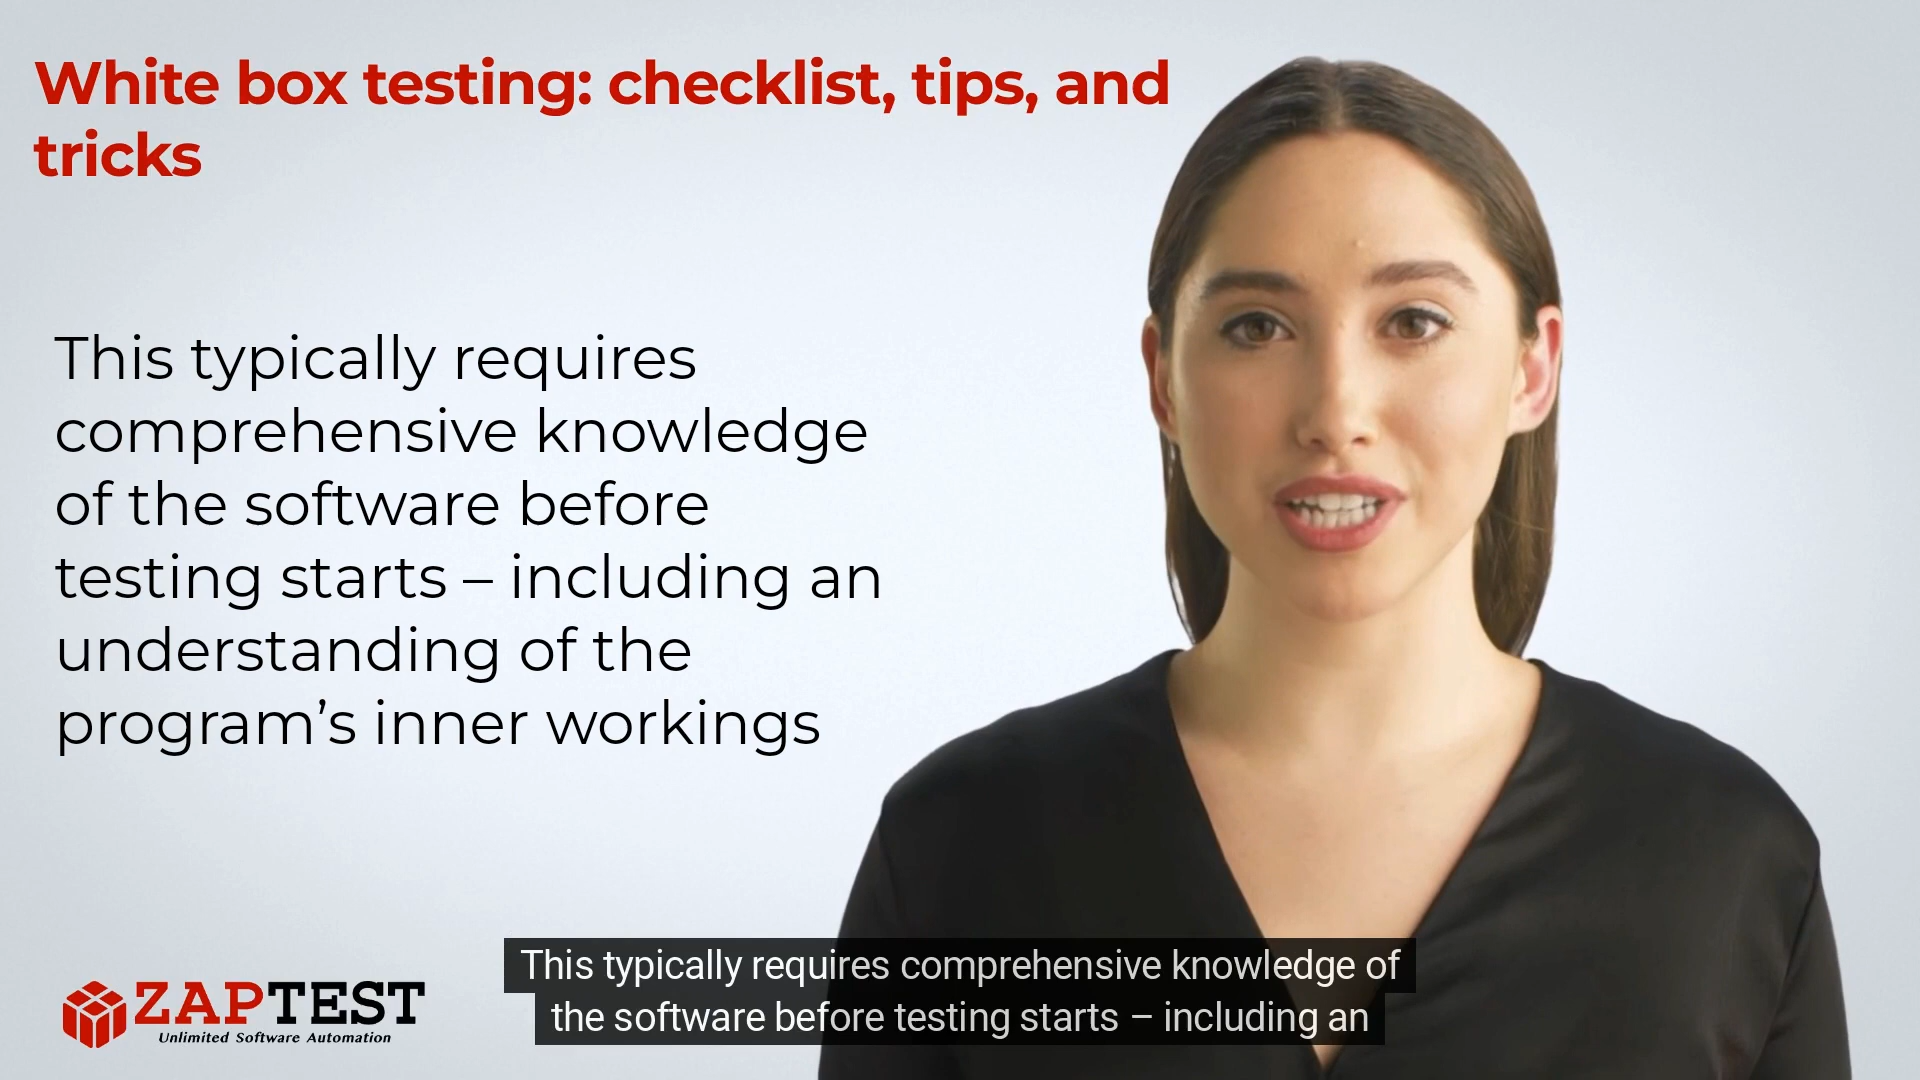 White box testing: checklist, tips, and
tricks
This typically requires
comprehensive knowledge
of the software before
testing starts – including an
understanding of the
program’s inner workings
ZAPTEST
Unlimited Software Automation
This typically requires comprehensive knowledge of
the software before testing starts – including an